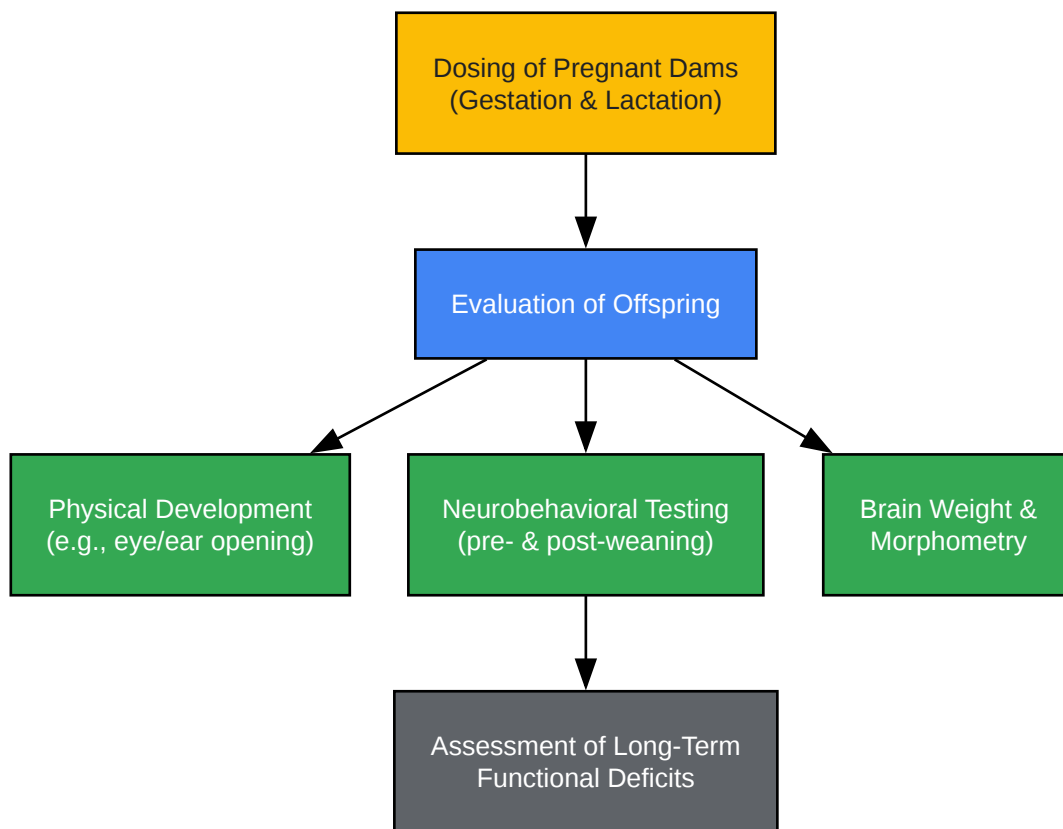 Dosing of Pregnant Dams
(Gestation & Lactation)
Evaluation of Offspring
Physical Development
(e.g., eye/ear opening)
Neurobehavioral Testing
(pre- & post-weaning)
Brain Weight &
Morphometry
Assessment of Long-Term
Functional Deficits